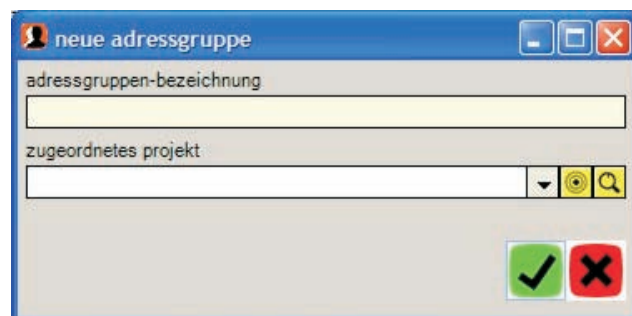 neue adressgruppe
adressgruppen-bezeichnung
zugeordnetes projekt